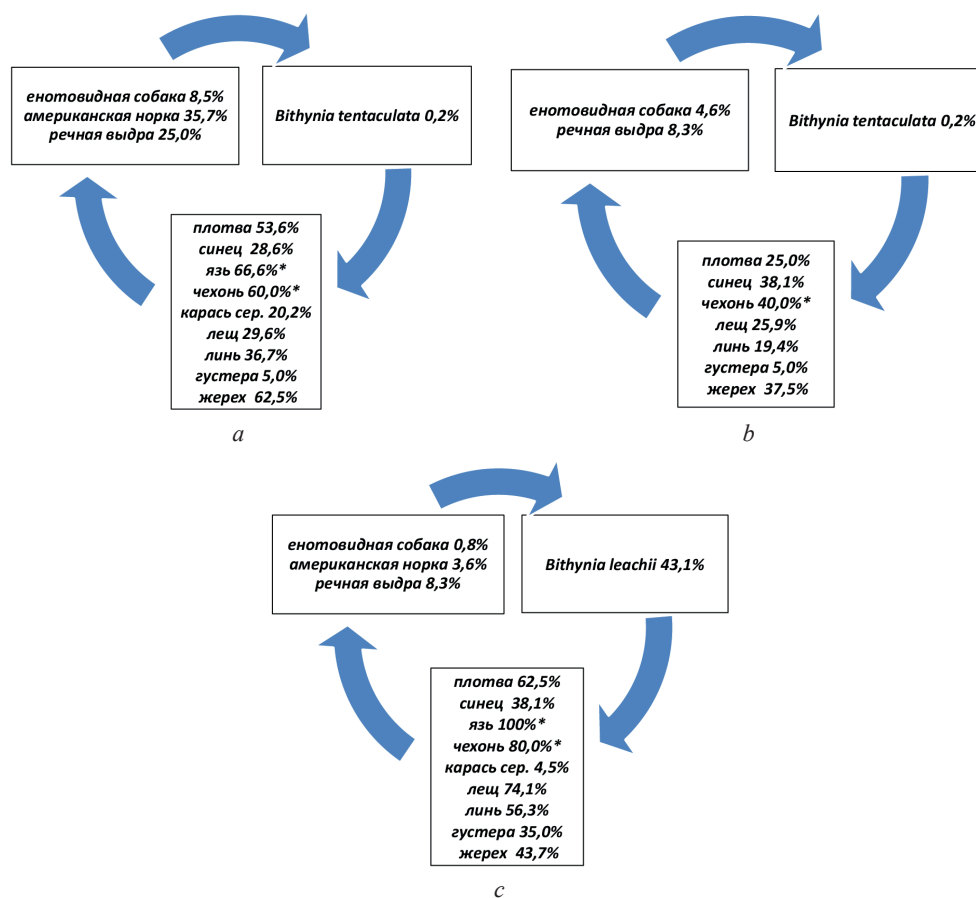 енотовидная собака 8,5%
американская норка 35,7%
речная выдра 25,0%
Bithynia tentaculata 0,2%
плотва 53,6%
синец 28,6%
язь 66,6%*
чехонь 60,0%*
карась сер. 20,2%
лещ 29,6%
линь 36,7%
густера 5,0%
жерех 62,5%
a
енотовидная собака 4,6%
речная выдра 8,3%
Bithynia tentaculata 0,2%
плотва 25,0%
синец 38,1%
чехонь 40,0%*
лещ 25,9%
линь 19,4%
густера 5,0%
жерех 37,5%
b
енотовидная собака 0,8%
американская норка 3,6%
речная выдра 8,3%
Bithynia leachii 43,1%
плотва 62,5%
синец 38,1%
язь 100%*
чехонь 80,0%*
карась сер. 4,5%
лещ 74,1%
линь 56,3%
густера 35,0%
жерех 43,7%
c